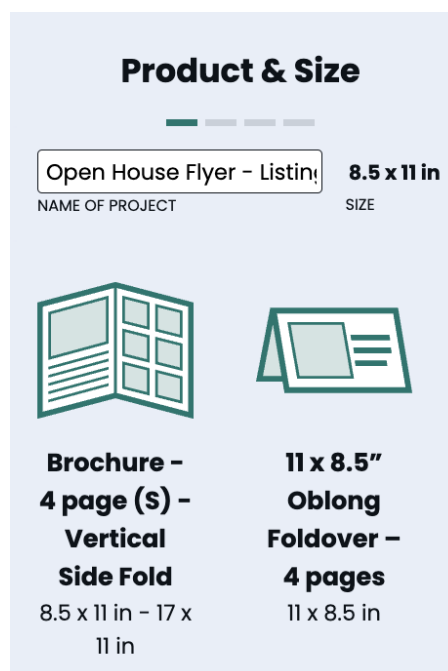 Product & Size
Open House Flyer - Listing
8.5 x 11 in
NAME OF PROJECT
SIZE
Brochure -
4 page (S) -
Vertical
Side Fold
8.5 x 11 in - 17 x
11 in
11 x 8.5”
Oblong
Foldover –
4 pages
11 x 8.5 in